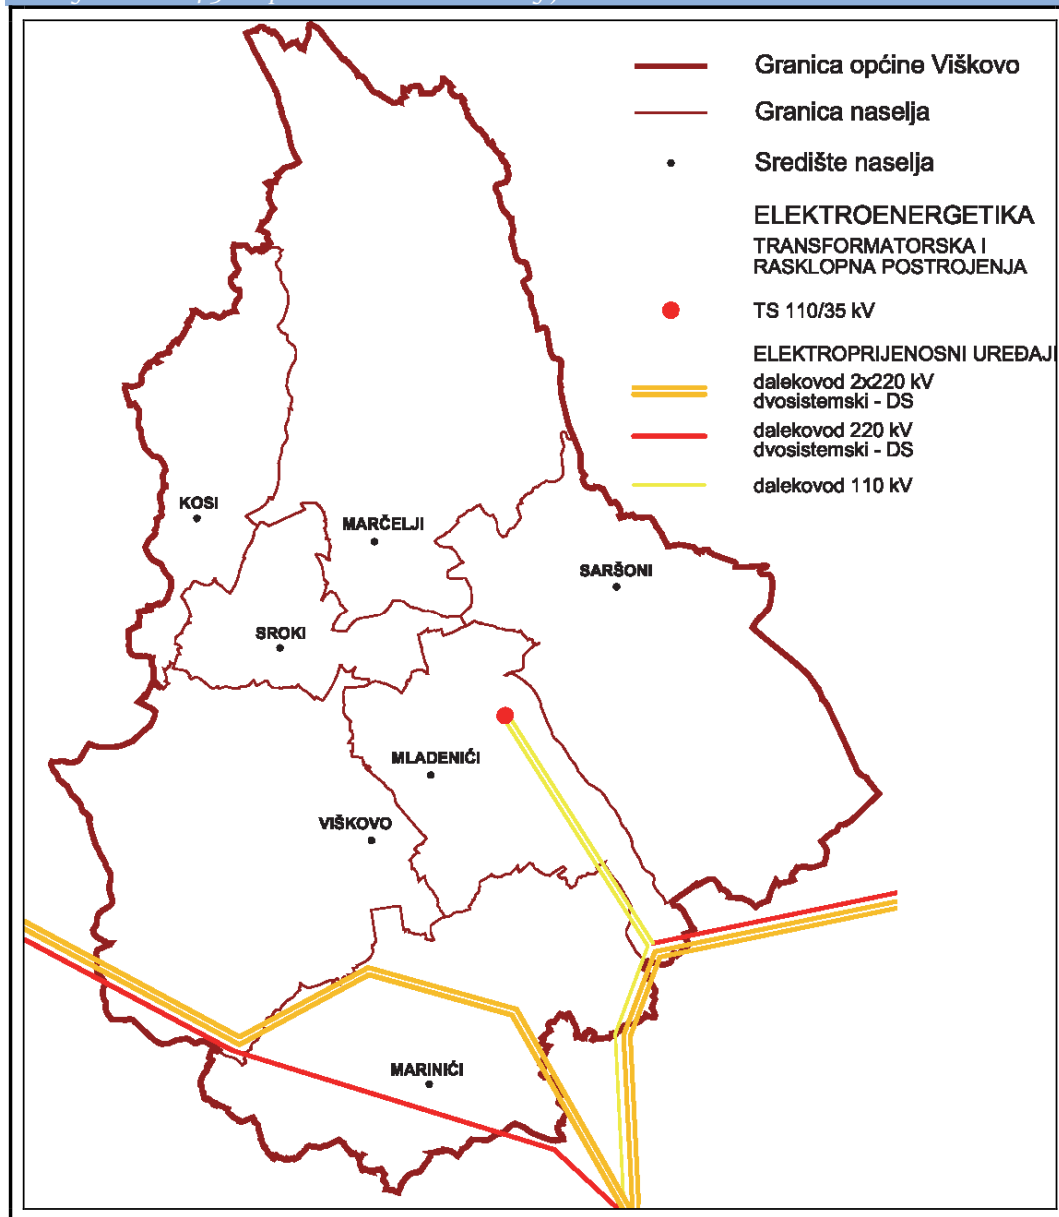 Granica općine Viškovo
Granica naselja
Središte naselja
ELEKTROENERGETIKA
TRANSFORMATORSKA I
RASKLOPNA POSTROJENJA
TS 110/35 kV
ELEKTROPRIJENOSNI UREĐAJI
dalekovod 2x220 kV
dvosistemski - DS
dalekovod 220 kV
dvosistemski - DS
dalekovod 110 kV
KOSI
MARČELJI
SARŠONI
SROKI
MLADENIĆI
VIŠKOVO
MARINIĆI